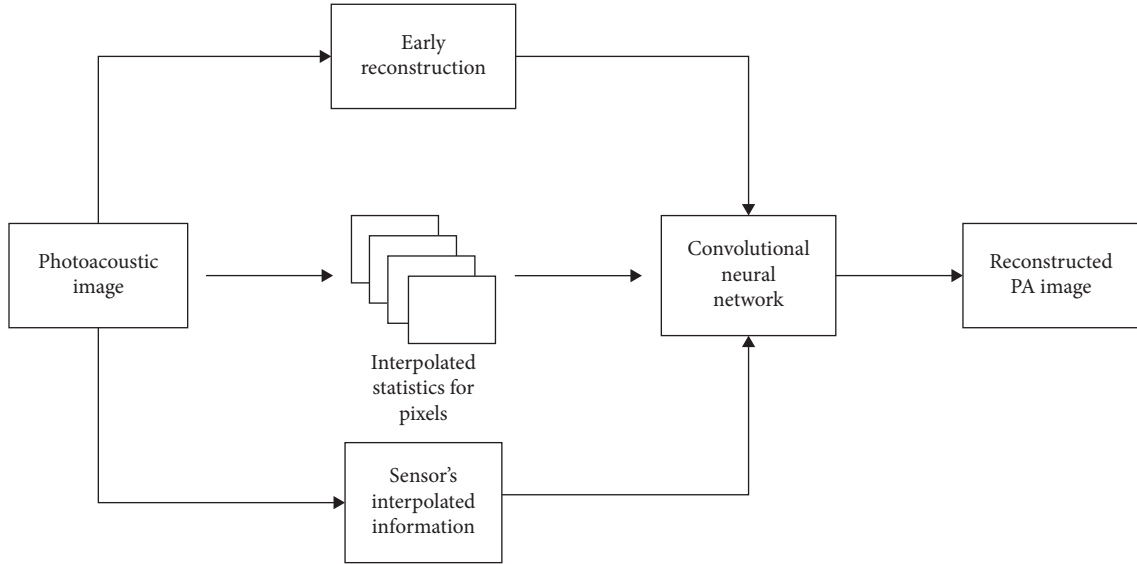 Early
reconstruction
Photoacoustic
image
Interpolated
statistics for
pixels
Sensor’s
interpolated
information
Convolutional
neural
network
Reconstructed
PA image